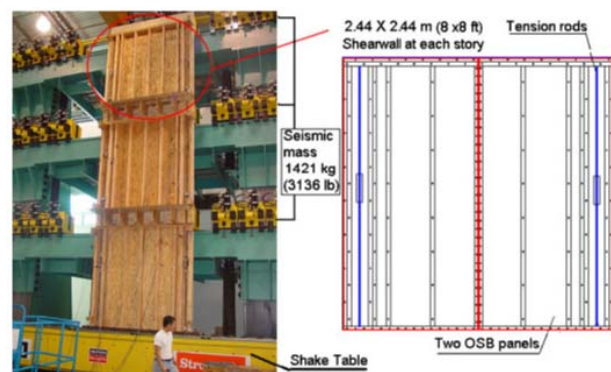 2.44 X 2.44 m (8 x8 ft)
Shearwall at each story
Tension rods
Seismic
mass
1421 kg
(3136 lb)
Two OSB panels
Shake Table